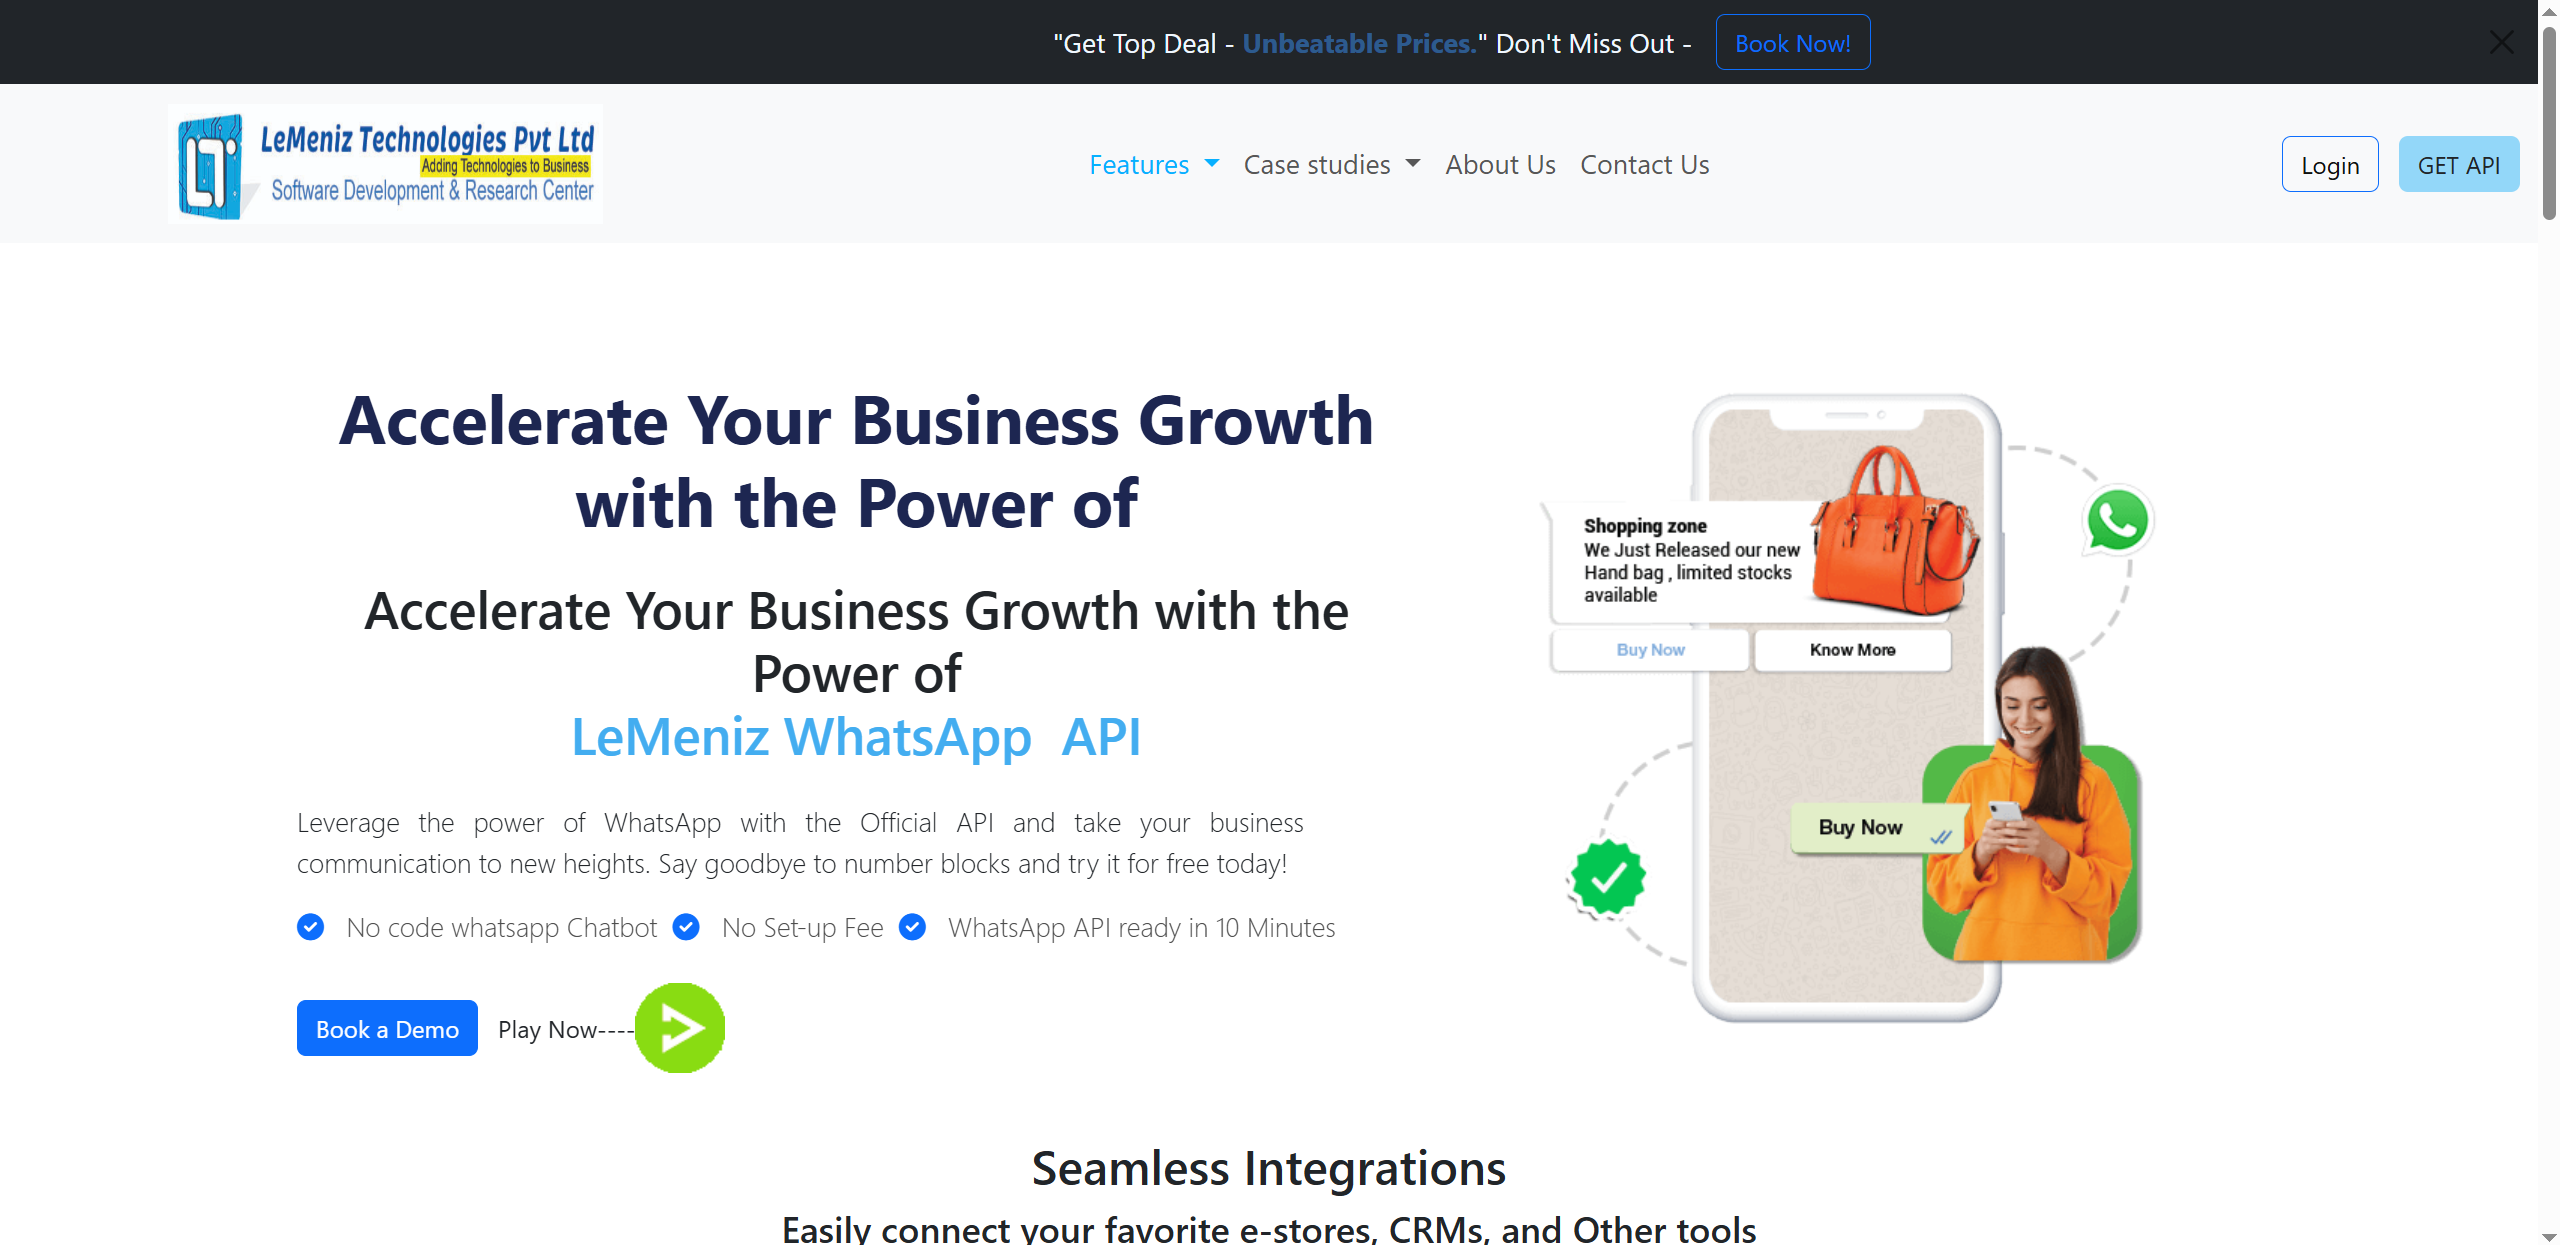 "Get Top Deal - Unbeatable Prices." Don't Miss Out - Book Now!
LeMeniz Technologies Pvt Ltd
Adding Technologies to Business
Software Development & Research Center
Features Case studies About Us Contact Us
Login GET API
Accelerate Your Business Growth
with the Power of
Accelerate Your Business Growth with the
Power of
LeMeniz WhatsApp API
Leverage the power of WhatsApp with the Official API and take your business
communication to new heights. Say goodbye to number blocks and try it for free today!
No code whatsapp Chatbot No Set-up Fee WhatsApp API ready in 10 Minutes
Book a Demo Play Now----
Shopping zone
We Just Released our new
Hand bag , limited stocks
available
Buy Now Know More
Buy Now
Seamless Integrations
Easily connect your favorite e-stores, CRMs, and Other tools